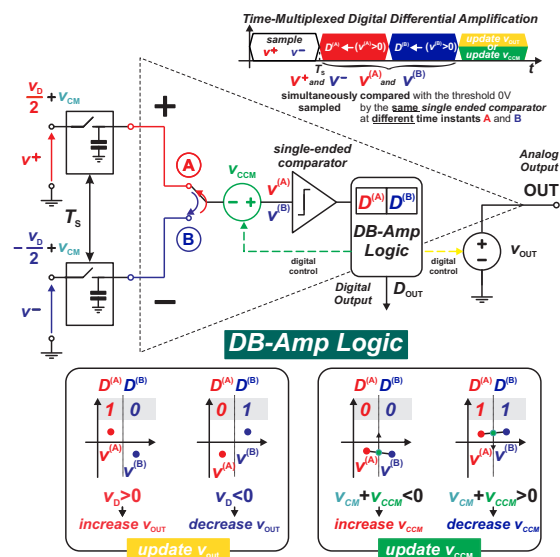 Time-Multiplexed Digital Differential Amplification
sample
v+ v−
D(A)←(v(A)>0)
D(B)←(v(B)>0)
update vOUT
or
update vCCM
Ts
t
v+ and v− v(A) and v(B)
simultaneously compared with the threshold 0V
sampled by the same single ended comparator
at different time instants A and B
vD/2 + vCM
+
v+
Ts
A
B
−vD/2 + vCM
v−
−
vCCM
− +
single-ended
comparator
v(A)
v(B)
D(A) D(B)
DB-Amp
Logic
digital
control
digital
control
Digital
Output
DOUT
Analog
Output
OUT
+
−
vOUT
DB-Amp Logic
D(A) D(B)
1 0
v(A)
v(B)
vD>0
increase vOUT
D(A) D(B)
0 1
v(A)
v(B)
vD<0
decrease vOUT
update vout
D(A) D(B)
0 0
v(A)
v(B)
vCM+vCCM<0
increase vCCM
D(A) D(B)
1 1
v(A)
v(B)
vCM+vCCM>0
decrease vCCM
update vCCM